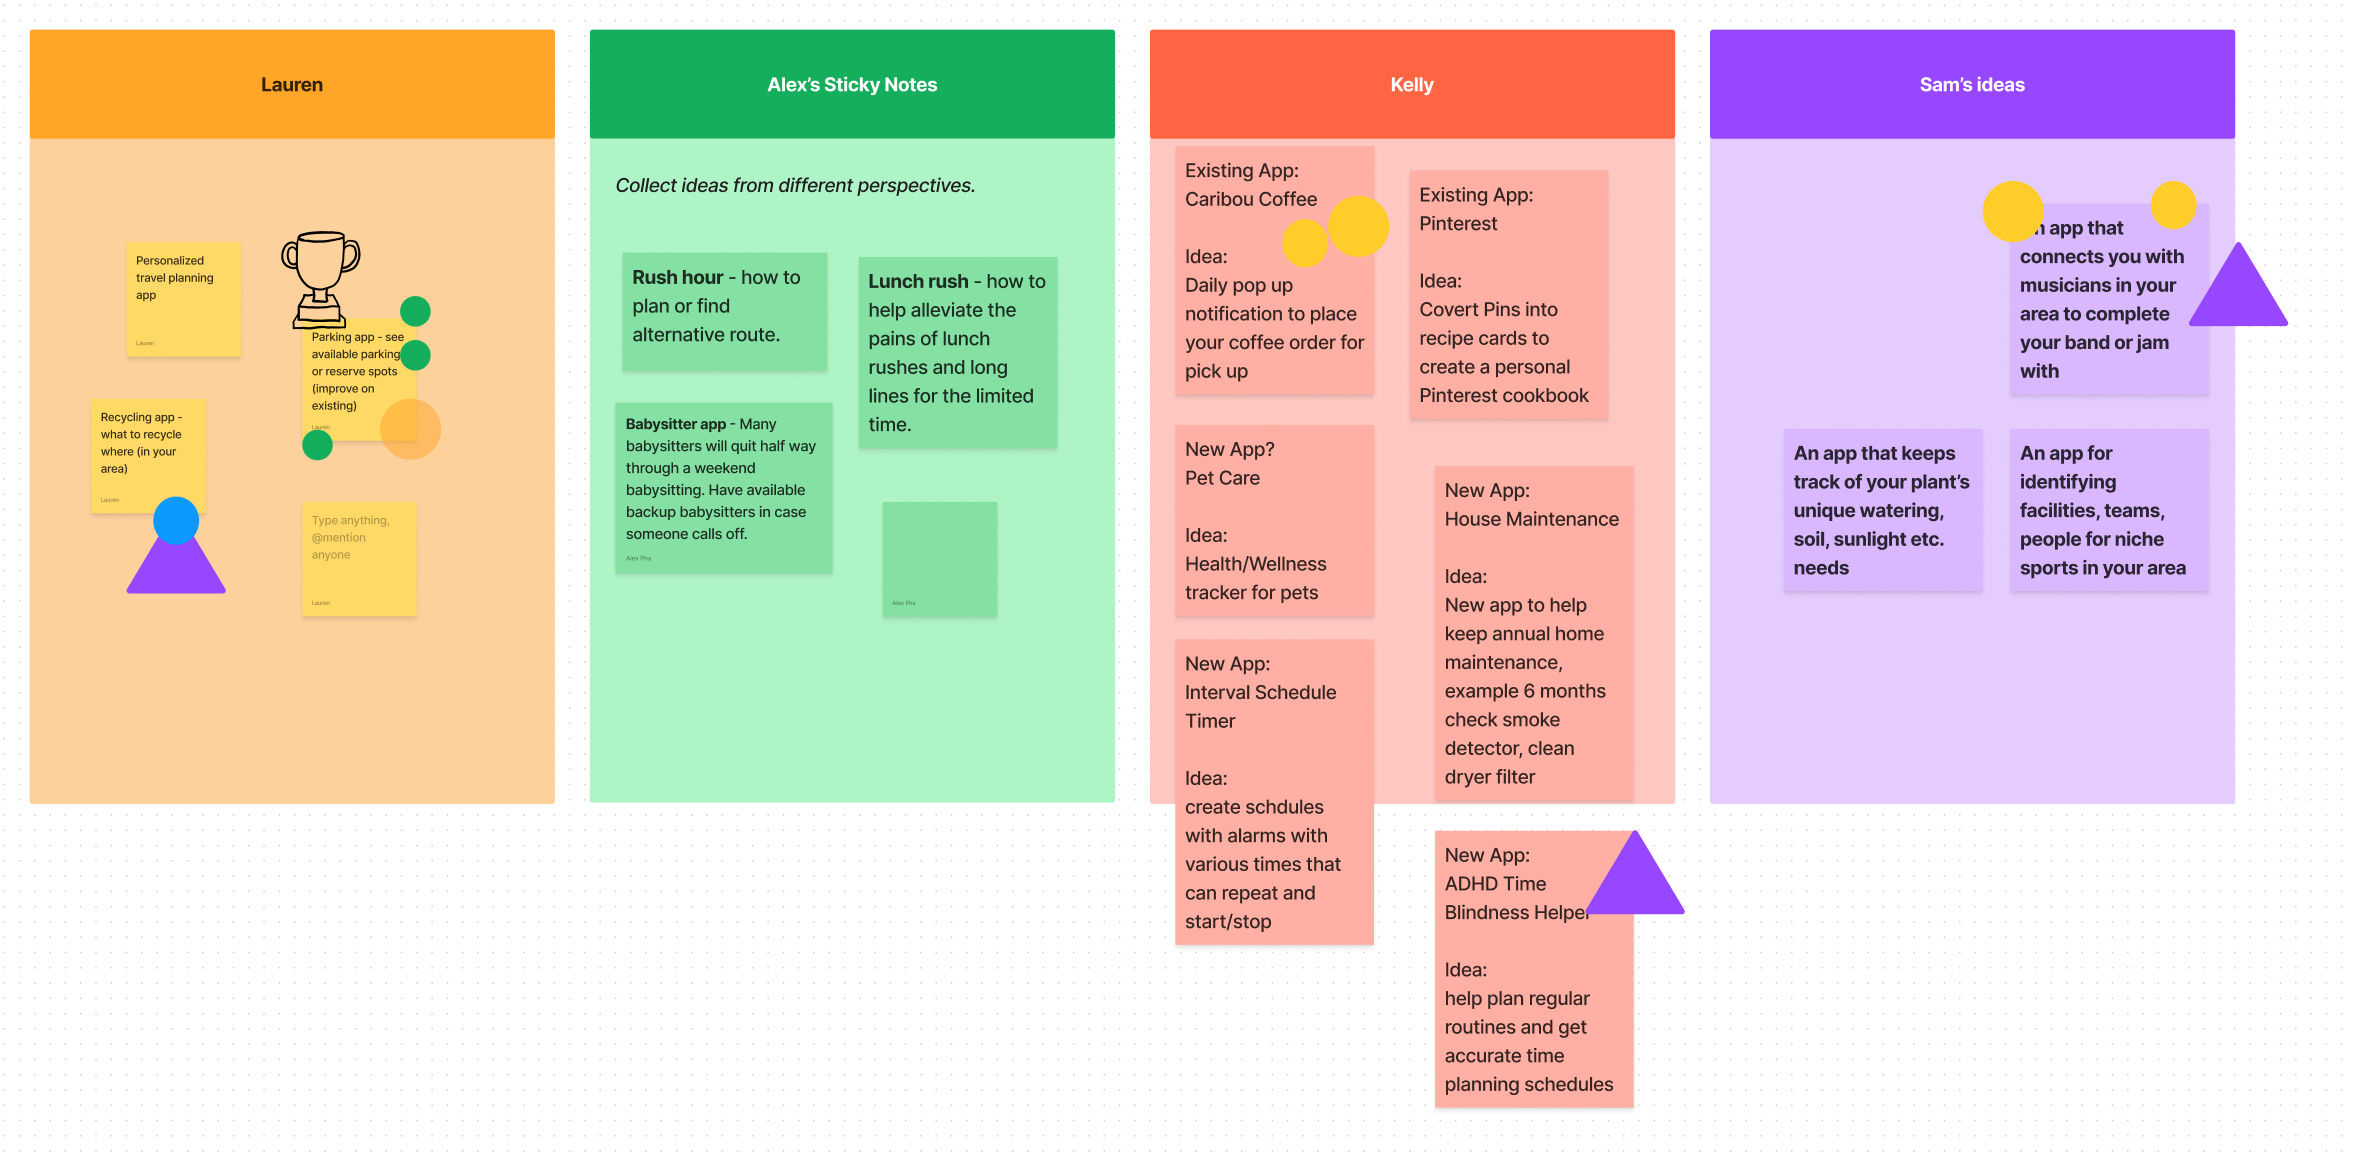 Lauren
Personalized
travel planning
app
Lauren
Parking app - see
available parking
or reserve spots
(improve on
existing)
Lauren
Recycling app -
what to recycle
where (in your
area)
Lauren
Type anything,
@mention
anyone
Lauren
Alex's Sticky Notes
Collect ideas from different perspectives.
Rush hour - how to
plan or find
alternative route.
Lunch rush - how to
help alleviate the
pains of lunch
rushes and long
lines for the limited
time.
Babysitter app - Many
babysitters will quit half way
through a weekend
babysitting. Have available
backup babysitters in case
someone calls off.
Alex Pha
Alex Pha
Kelly
Existing App:
Caribou Coffee
Idea:
Daily pop up
notification to place
your coffee order for
pick up
Existing App:
Pinterest
Idea:
Covert Pins into
recipe cards to
create a personal
Pinterest cookbook
New App?
Pet Care
Idea:
Health/Wellness
tracker for pets
New App:
House Maintenance
Idea:
New app to help
keep annual home
maintenance,
example 6 months
check smoke
detector, clean
dryer filter
New App:
Interval Schedule
Timer
Idea:
create schdules
with alarms with
various times that
can repeat and
start/stop
New App:
ADHD Time
Blindness Helper
Idea:
help plan regular
routines and get
accurate time
planning schedules
Sam's ideas
An app that
connects you with
musicians in your
area to complete
your band or jam
with
An app that keeps
track of your plant's
unique watering,
soil, sunlight etc.
needs
An app for
identifying
facilities, teams,
people for niche
sports in your area